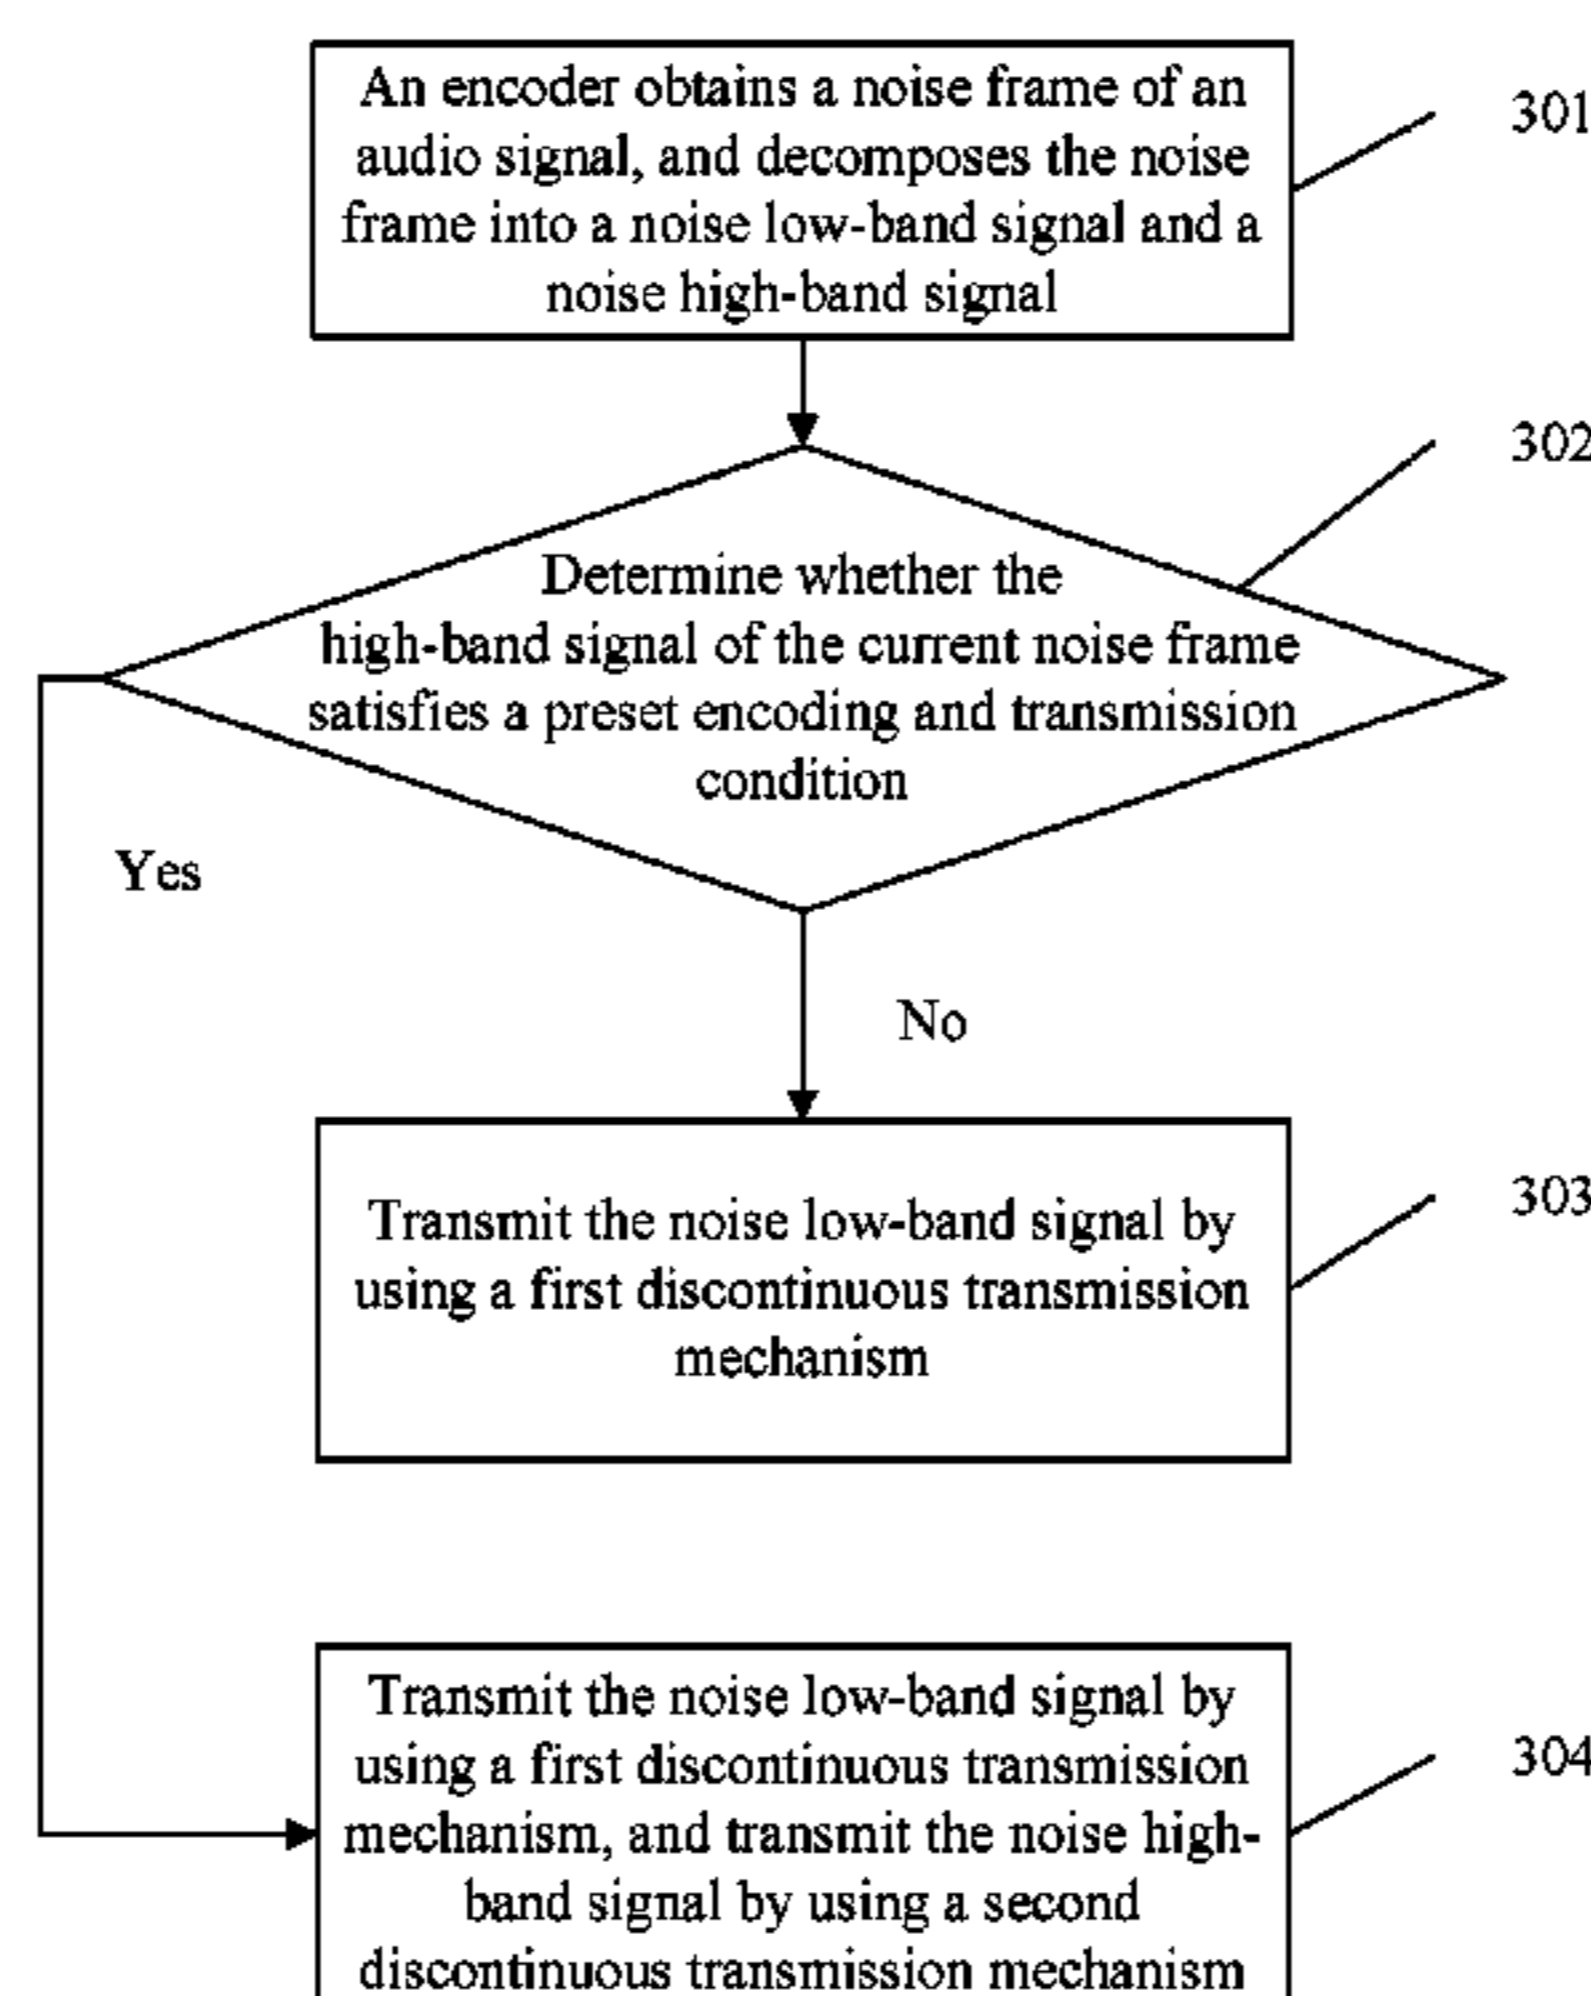 An encoder obtains a noise frame of an
audio signal, and decomposes the noise
frame into a noise low-band signal and a
noise high-band signal
301
302
Determine whether the
high-band signal of the current noise frame
satisfies a preset encoding and transmission
condition
Yes
No
Transmit the noise low-band signal by
using a first discontinuous transmission
mechanism
303
Transmit the noise low-band signal by
using a first discontinuous transmission
mechanism, and transmit the noise high-
band signal by using a second
discontinuous transmission mechanism
304